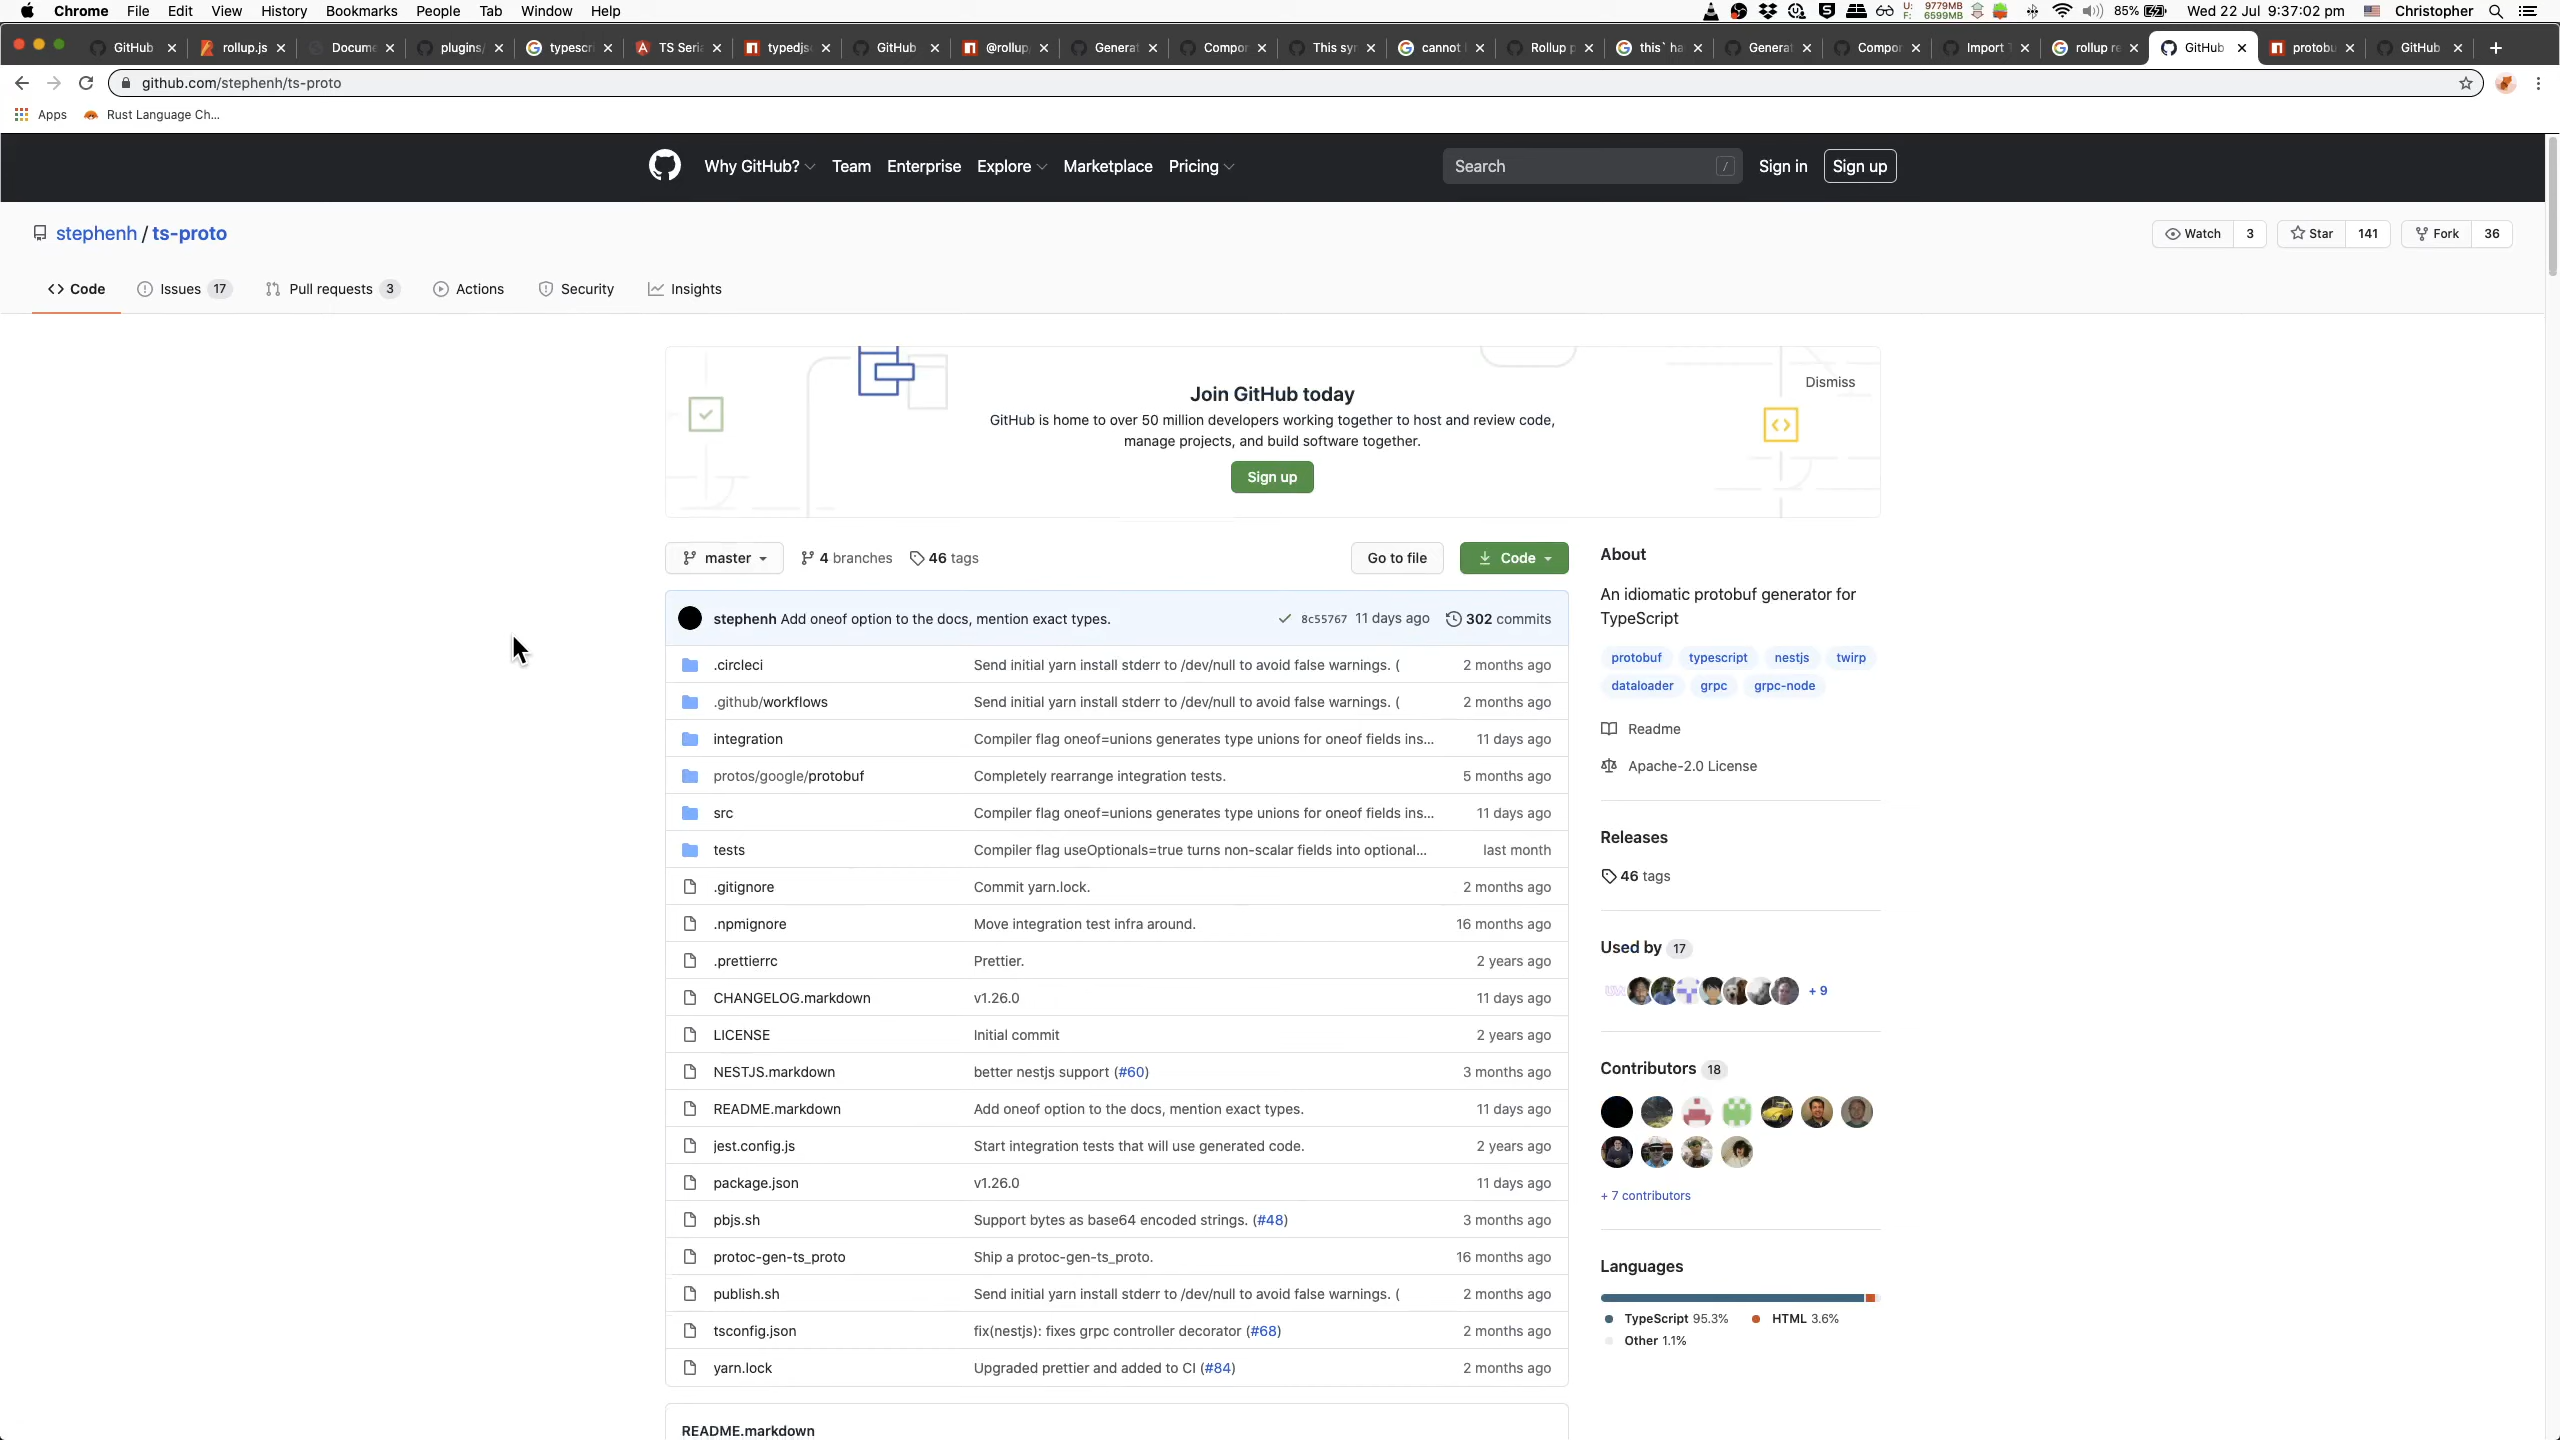 Chrome File Edit View History Bookmarks People Tab Window Help U: 9779MB F: 6599MB 85% Wed 22 Jul 9:37:02 pm Christopher
GitHub rollup.js Docume plugins/ typescri TS Seria typedjs GitHub @rollup Generat Compor This syr cannot Rollup p this` ha Generat Compor Import T rollup re GitHub protobu GitHub
github.com/stephenh/ts-proto
Apps Rust Language Ch...
Why GitHub? Team Enterprise Explore Marketplace Pricing Search / Sign in Sign up
stephenh / ts-proto Watch 3 Star 141 Fork 36
Code Issues 17 Pull requests 3 Actions Security Insights
Join GitHub today
Dismiss
GitHub is home to over 50 million developers working together to host and review code,
manage projects, and build software together.
Sign up
master 4 branches 46 tags Go to file Code
stephenh Add oneof option to the docs, mention exact types. 8c55767 11 days ago 302 commits
.circleci Send initial yarn install stderr to /dev/null to avoid false warnings. ( 2 months ago
.github/workflows Send initial yarn install stderr to /dev/null to avoid false warnings. ( 2 months ago
integration Compiler flag oneof=unions generates type unions for oneof fields ins... 11 days ago
protos/google/protobuf Completely rearrange integration tests. 5 months ago
src Compiler flag oneof=unions generates type unions for oneof fields ins... 11 days ago
tests Compiler flag useOptionals=true turns non-scalar fields into optional... last month
.gitignore Commit yarn.lock. 2 months ago
.npmignore Move integration test infra around. 16 months ago
.prettierrc Prettier. 2 years ago
CHANGELOG.markdown v1.26.0 11 days ago
LICENSE Initial commit 2 years ago
NESTJS.markdown better nestjs support (#60) 3 months ago
README.markdown Add oneof option to the docs, mention exact types. 11 days ago
jest.config.js Start integration tests that will use generated code. 2 years ago
package.json v1.26.0 11 days ago
pbjs.sh Support bytes as base64 encoded strings. (#48) 3 months ago
protoc-gen-ts_proto Ship a protoc-gen-ts_proto. 16 months ago
publish.sh Send initial yarn install stderr to /dev/null to avoid false warnings. ( 2 months ago
tsconfig.json fix(nestjs): fixes grpc controller decorator (#68) 2 months ago
yarn.lock Upgraded prettier and added to CI (#84) 2 months ago
README.markdown
About
An idiomatic protobuf generator for
TypeScript
protobuf typescript nestjs twirp
dataloader grpc grpc-node
Readme
Apache-2.0 License
Releases
46 tags
Used by 17
+ 9
Contributors 18
+ 7 contributors
Languages
TypeScript 95.3% HTML 3.6%
Other 1.1%